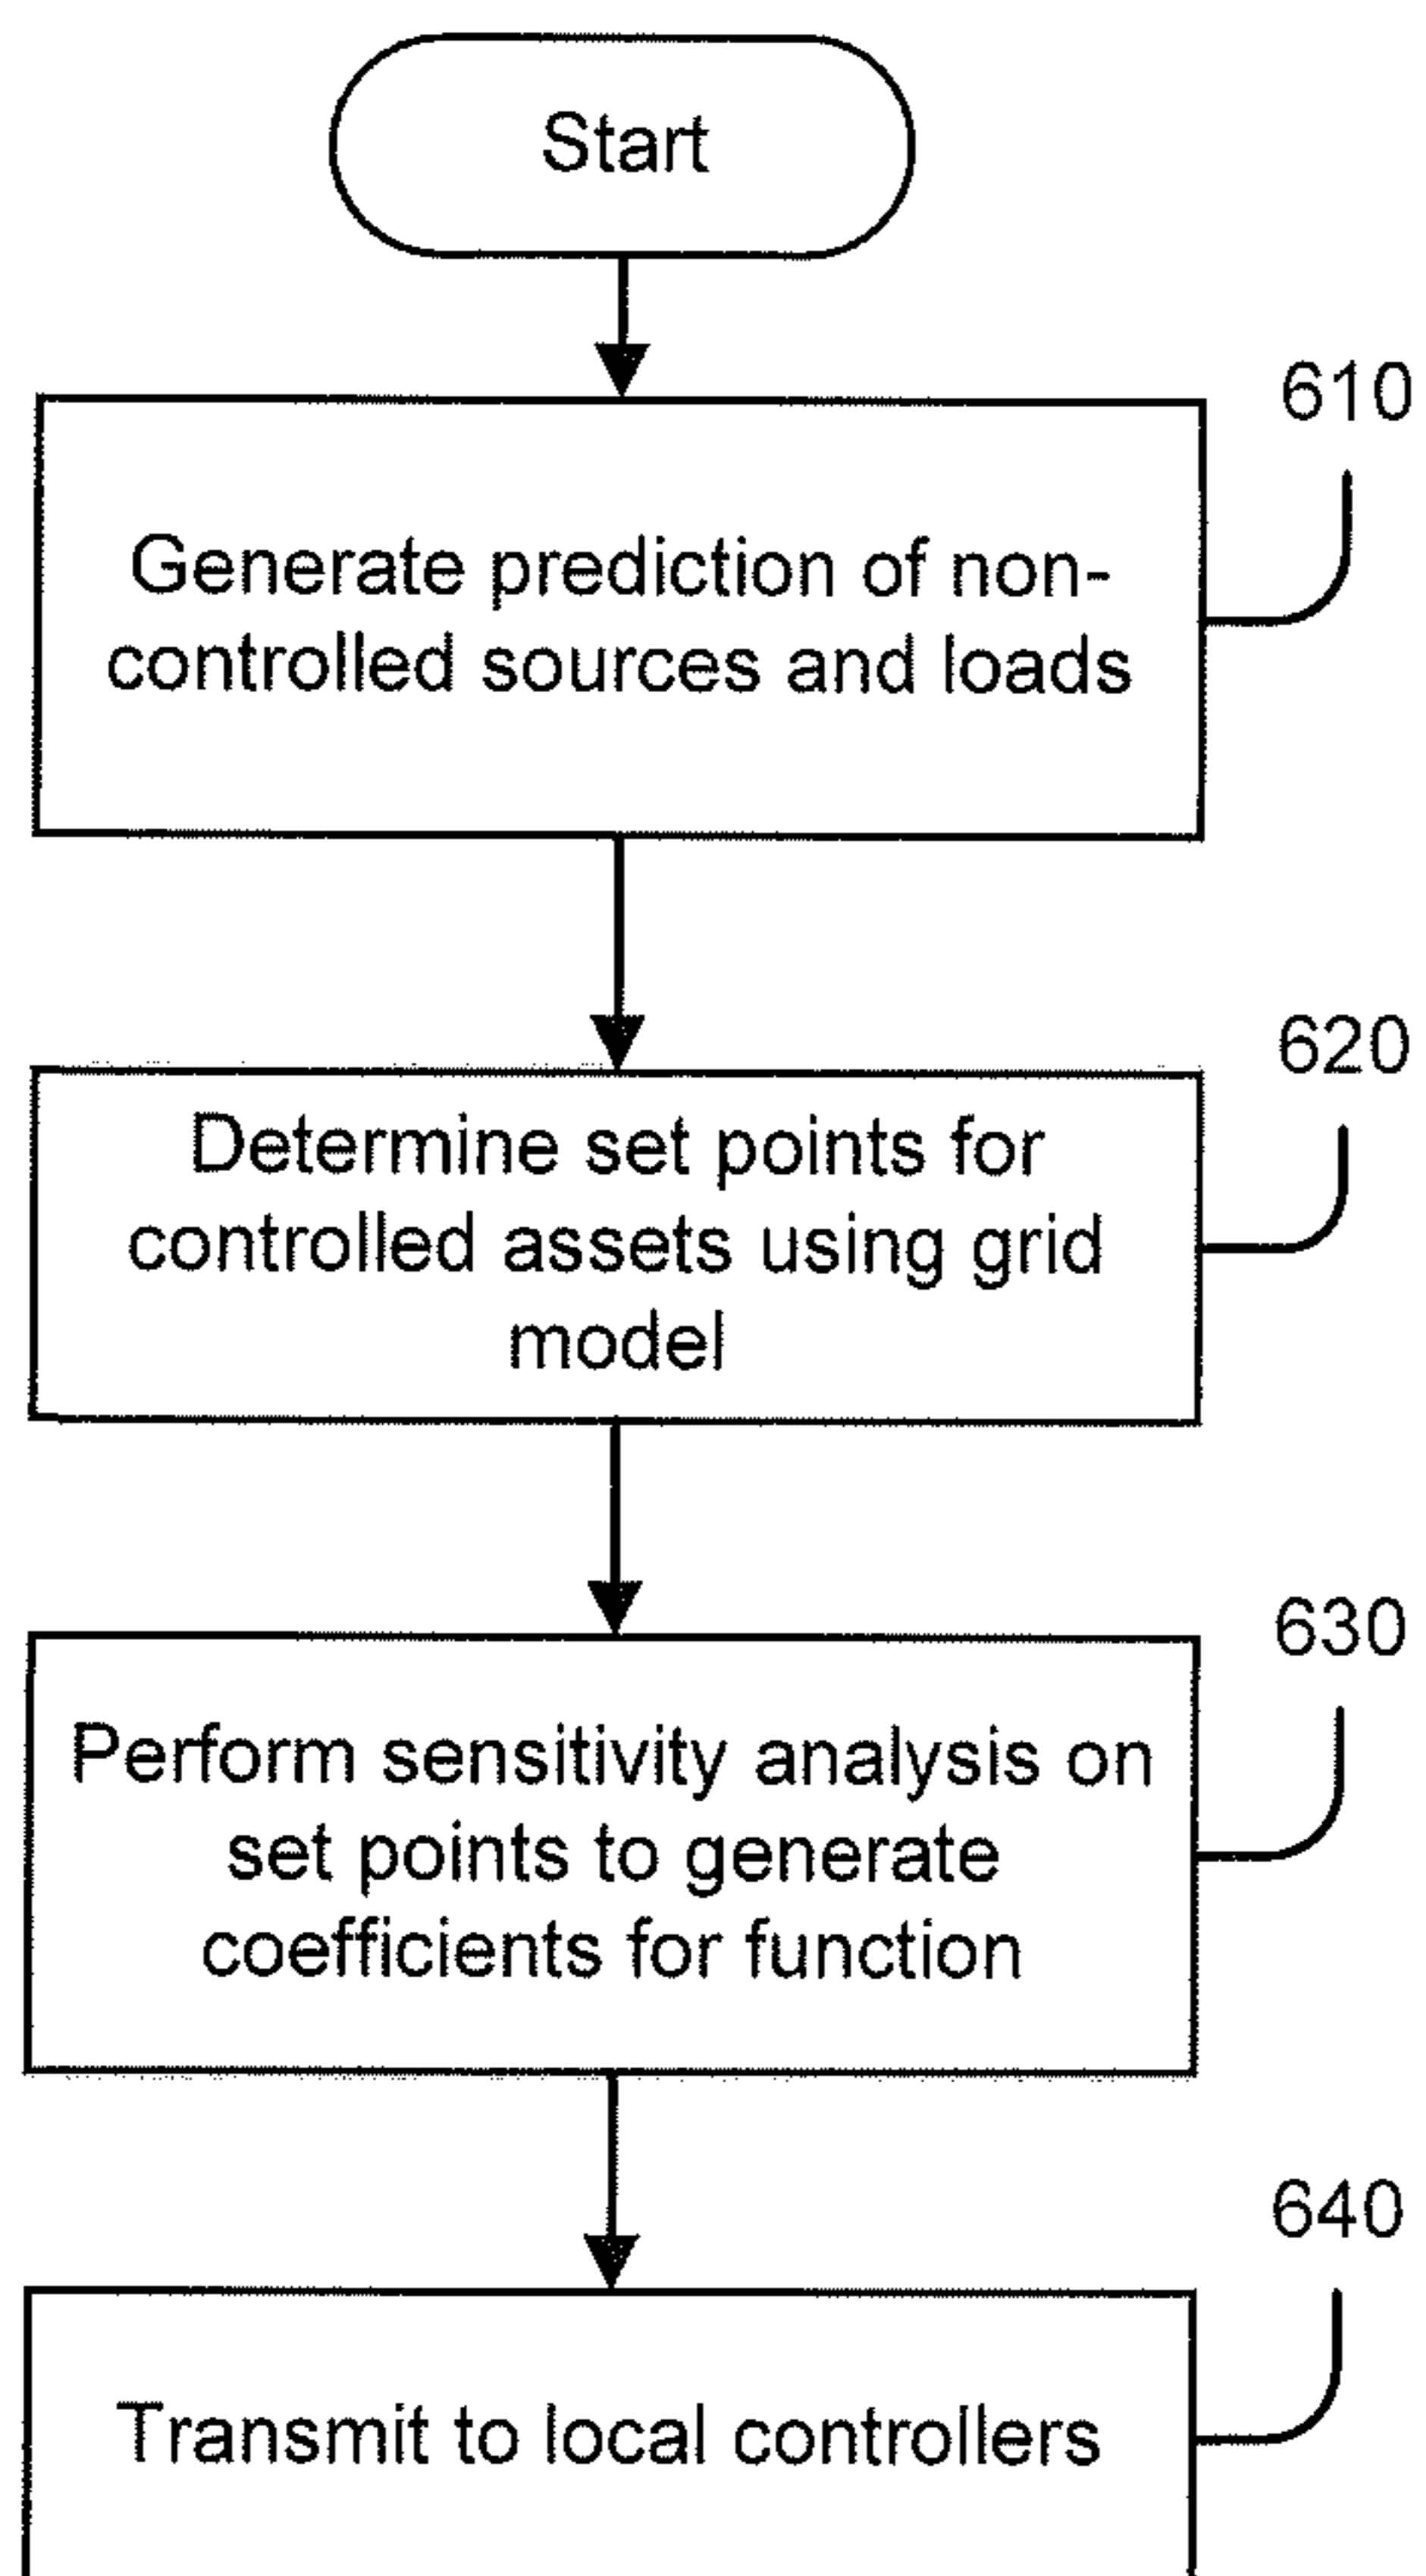 Start
610
Generate prediction of non-
controlled sources and loads
620
Determine set points for
controlled assets using grid
model
630
Perform sensitivity analysis on
set points to generate
coefficients for function
640
Transmit to local controllers